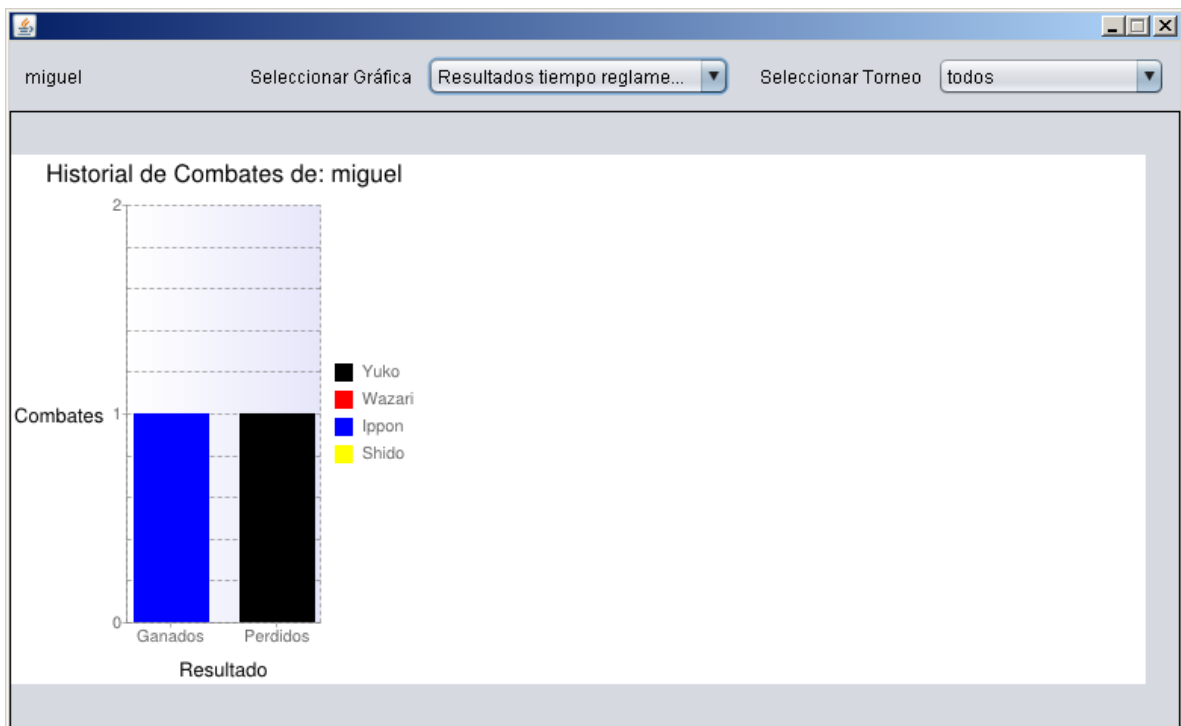 miguel Seleccionar Gráfica Resultados tiempo reglame... Seleccionar Torneo todos
Historial de Combates de: miguel
2
Yuko
Wazari
Combates 1
Ippon
Shido
0
Ganados Perdidos
Resultado